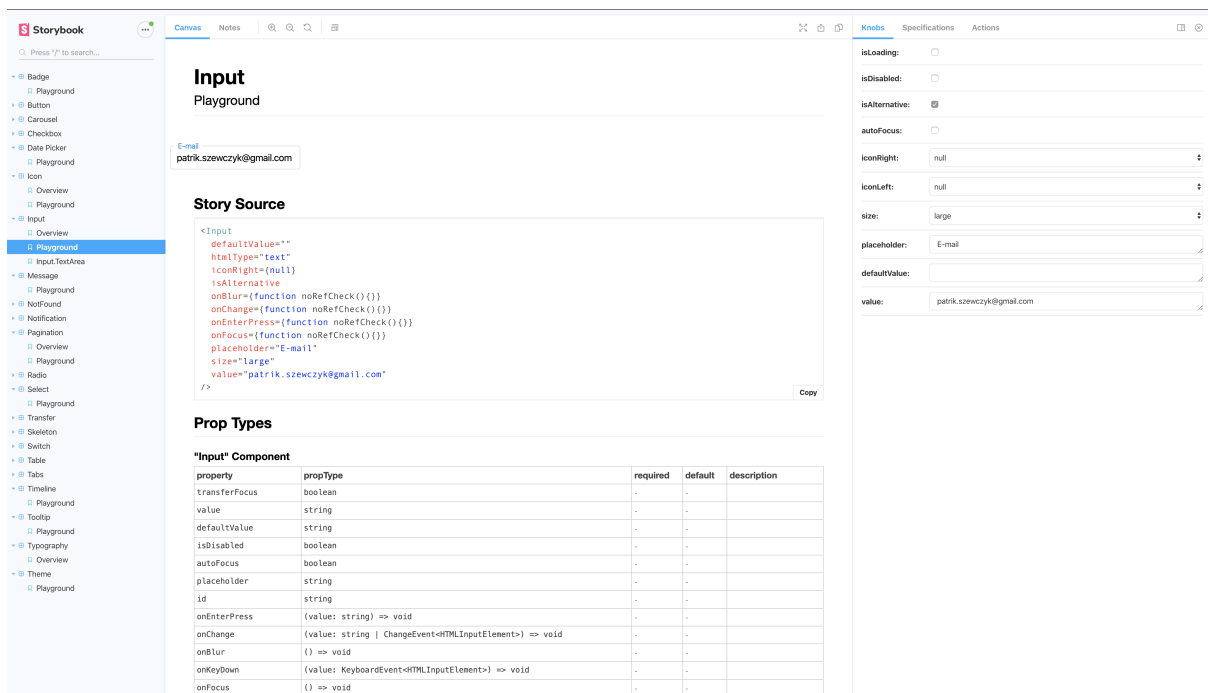 Storybook
Press "/" to search...
Badge
Playground
Button
Carousel
Checkbox
Date Picker
Playground
Icon
Overview
Playground
Input
Overview
Playground
Input.TextArea
Message
Playground
NotFound
Notification
Pagination
Overview
Playground
Radio
Select
Playground
Transfer
Skeleton
Switch
Table
Tabs
Timeline
Playground
Tooltip
Playground
Typography
Overview
Theme
Playground
Canvas Notes
Input
Playground
E-mail
patrik.szewczyk@gmail.com
Story Source
<Input
defaultValue=""
htmlType="text"
iconRight={null}
isAlternative
onBlur={function noRefCheck(){}}
onChange={function noRefCheck(){}}
onEnterPress={function noRefCheck(){}}
onFocus={function noRefCheck(){}}
placeholder="E-mail"
size="large"
value="patrik.szewczyk@gmail.com"
/>
Copy
Prop Types
"Input" Component
property propType required default description
transferFocus boolean - -
value string - -
defaultValue string - -
isDisabled boolean - -
autoFocus boolean - -
placeholder string - -
id string - -
onEnterPress (value: string) => void - -
onChange (value: string | ChangeEvent<HTMLInputElement>) => void - -
onBlur () => void - -
onKeyDown (value: KeyboardEvent<HTMLInputElement>) => void - -
onFocus () => void - -
Knobs Specifications Actions
isLoading:
isDisabled:
isAlternative:
autoFocus:
iconRight: null
iconLeft: null
size: large
placeholder: E-mail
defaultValue:
value: patrik.szewczyk@gmail.com